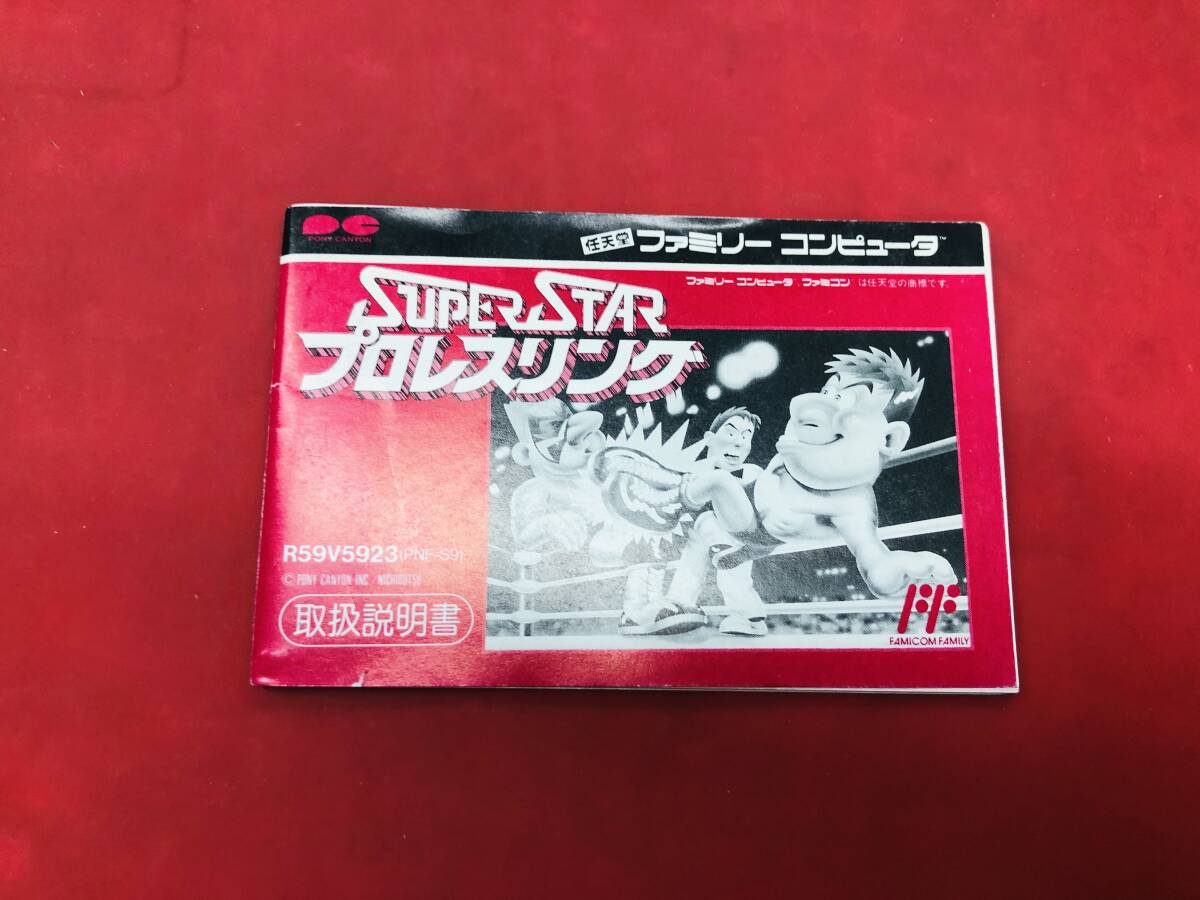 PONY CANYON
任天堂 ファミリー コンピュータ™
ファミリー コンピュータ、ファミコンは任天堂の商標です。
SUPER STAR
プロレスリング
R59V5923(PNF-S9)
© PONY CANYON INC./NICHIBUTSU
取扱説明書
FAMICOM FAMILY